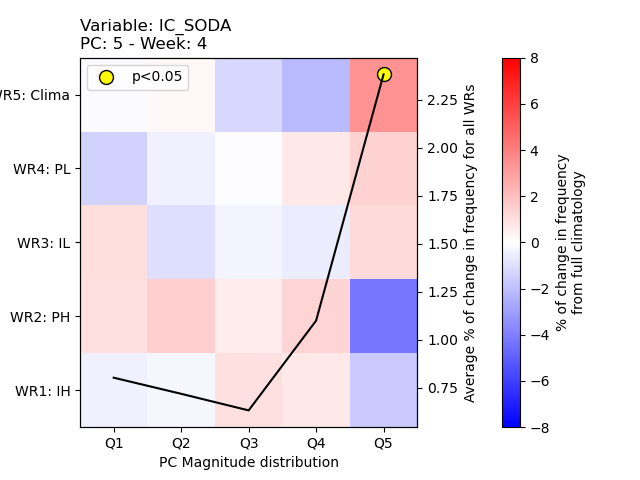 Variable: IC_SODA
PC: 5 - Week: 4
p<0.05
WR5: Clima
WR4: PL
WR3: IL
WR2: PH
WR1: IH
Q1 Q2 Q3 Q4 Q5
PC Magnitude distribution
2.25
2.00
1.75
1.50
1.25
1.00
0.75
Average % of change in frequency for all WRs
8
6
4
2
0
−2
−4
−6
−8
% of change in frequency
from full climatology